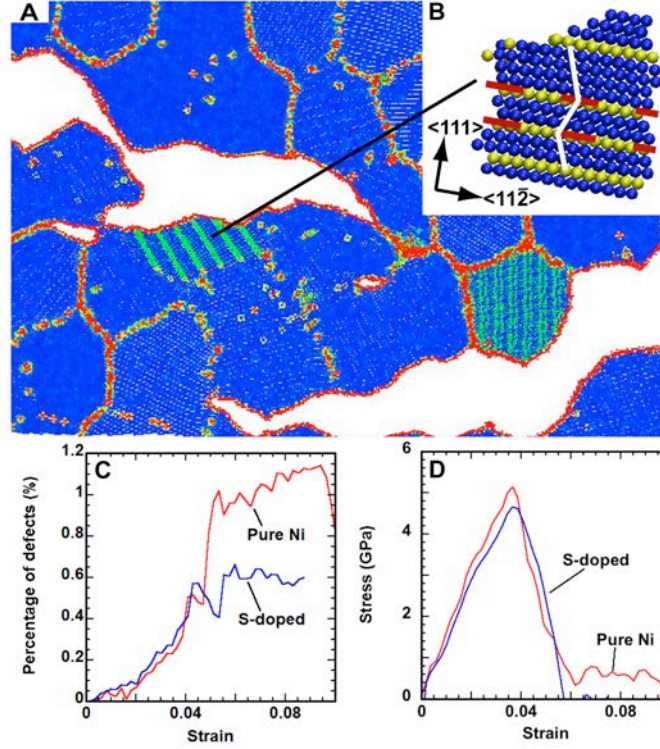 A
B
<111>
<112̄>
C
Percentage of defects (%)
1.2
1
0.8
0.6
0.4
0.2
0
Pure Ni
S-doped
0
0.04
0.08
Strain
D
Stress (GPa)
6
4
2
0
S-doped
Pure Ni
0
0.04
0.08
Strain